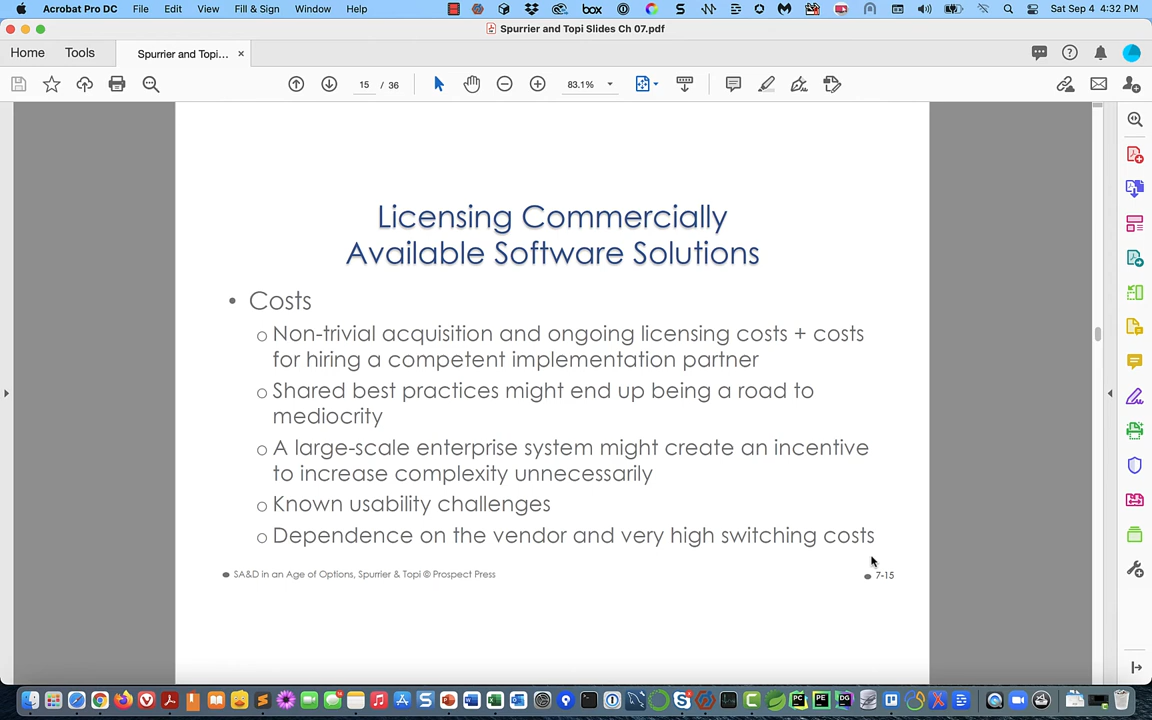 Acrobat Pro DC File Edit View Fill & Sign Window Help box Sat Sep 4 4:32 PM
Spurrier and Topi Slides Ch 07.pdf
Home Tools Spurrier and Topi... ×
15 / 36 83.1%
Licensing Commercially
Available Software Solutions
• Costs
o Non-trivial acquisition and ongoing licensing costs + costs
for hiring a competent implementation partner
o Shared best practices might end up being a road to
mediocrity
o A large-scale enterprise system might create an incentive
to increase complexity unnecessarily
o Known usability challenges
o Dependence on the vendor and very high switching costs
SA&D in an Age of Options, Spurrier & Topi © Prospect Press 7-15